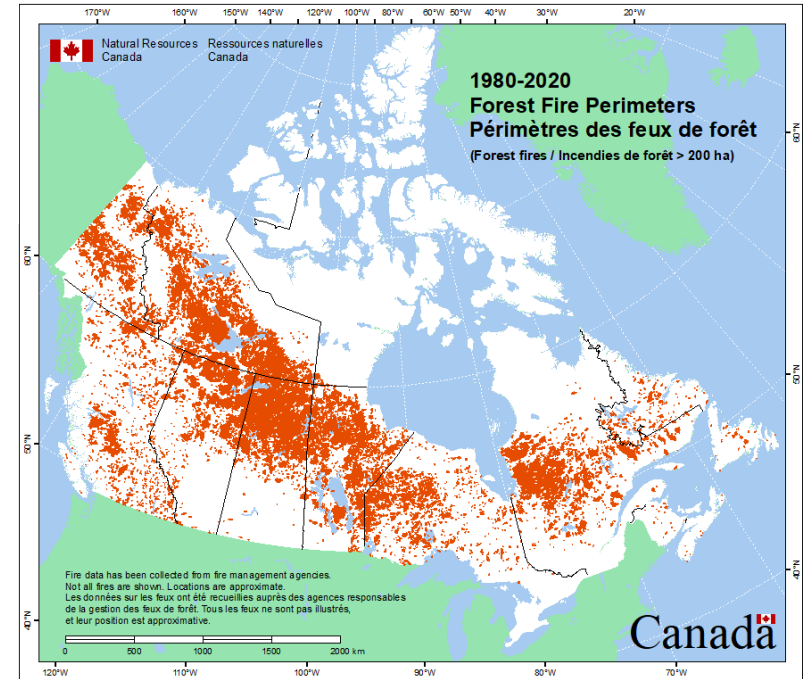 170°W 160°W 150°W 140°W 120°W 100°W 80°W 60°W 50°W 40°W 30°W 20°W
Natural Resources Ressources naturelles
Canada Canada
1980-2020
Forest Fire Perimeters
Périmètres des feux de forêt
(Forest fires / Incendies de forêt > 200 ha)
60°N
60°N
50°N
50°N
40°N
40°N
Fire data has been collected from fire management agencies.
Not all fires are shown. Locations are approximate.
Les données sur les feux ont été recueillies auprès des agences responsables
de la gestion des feux de forêt. Tous les feux ne sont pas illustrés,
et leur position est approximative.
0 500 1000 1500 2000 km
Canada
120°W 110°W 100°W 90°W 80°W 70°W